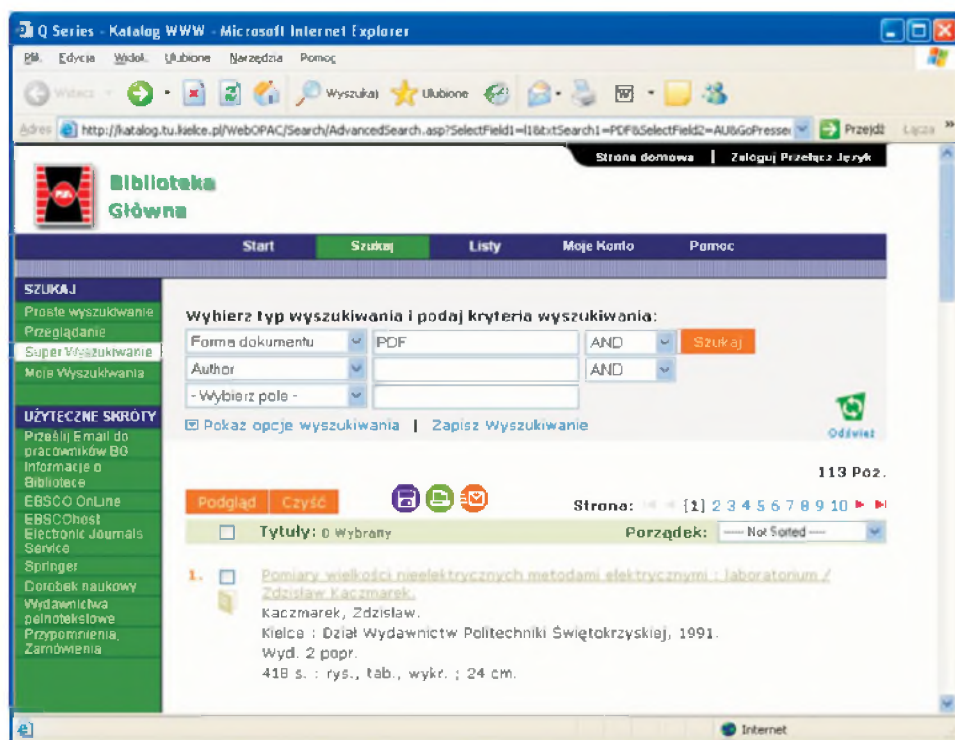 Q Series - Katalog WWW - Microsoft Internet Explorer
Plik Edycja Widok Ulubione Narzędzia Pomoc
Wstecz Wyszukaj Ulubione
Adres http://katalog.tu.kielce.pl/WebOPAC/Search/AdvancedSearch.asp?SelectField1=l1&txtSearch1=PDF&SelectField2=AU&GoPresse Przejdź Łącza »
Strona domowa | Zaloguj Przełącz Język
Biblioteka
Główna
Start Szukaj Listy Moje Konto Pomoc
SZUKAJ
Proste wyszukiwanie
Przeglądanie
Super Wyszukiwanie
Moje Wyszukiwania
UŻYTECZNE SKRÓTY
Prześlij Email do
pracowników BG
Informacje o
Bibliotece
EBSCO OnLine
EBSCOhost
Electronic Journals
Service
Springer
Dorobek naukowy
Wydawnictwa
pełnotekstowe
Przypomnienia,
Zamówienia
Wybierz typ wyszukiwania i podaj kryteria wyszukiwania:
Forma dokumentu PDF AND Szukaj
Author AND
- Wybierz pole -
Pokaż opcje wyszukiwania | Zapisz Wyszukiwanie
Odśwież
113 Poz.
Podgląd Czyść Strona: [1] 2 3 4 5 6 7 8 9 10
Tytuły: 0 Wybrany Porządek: ----- Not Sorted -----
1. Pomiary wielkości nieelektrycznych metodami elektrycznymi : laboratorium /
Zdzisław Kaczmarek.
Kaczmarek, Zdzisław.
Kielce : Dział Wydawnictw Politechniki Świętokrzyskiej, 1991.
Wyd. 2 popr.
418 s. : rys., tab., wykr. ; 24 cm.
Internet